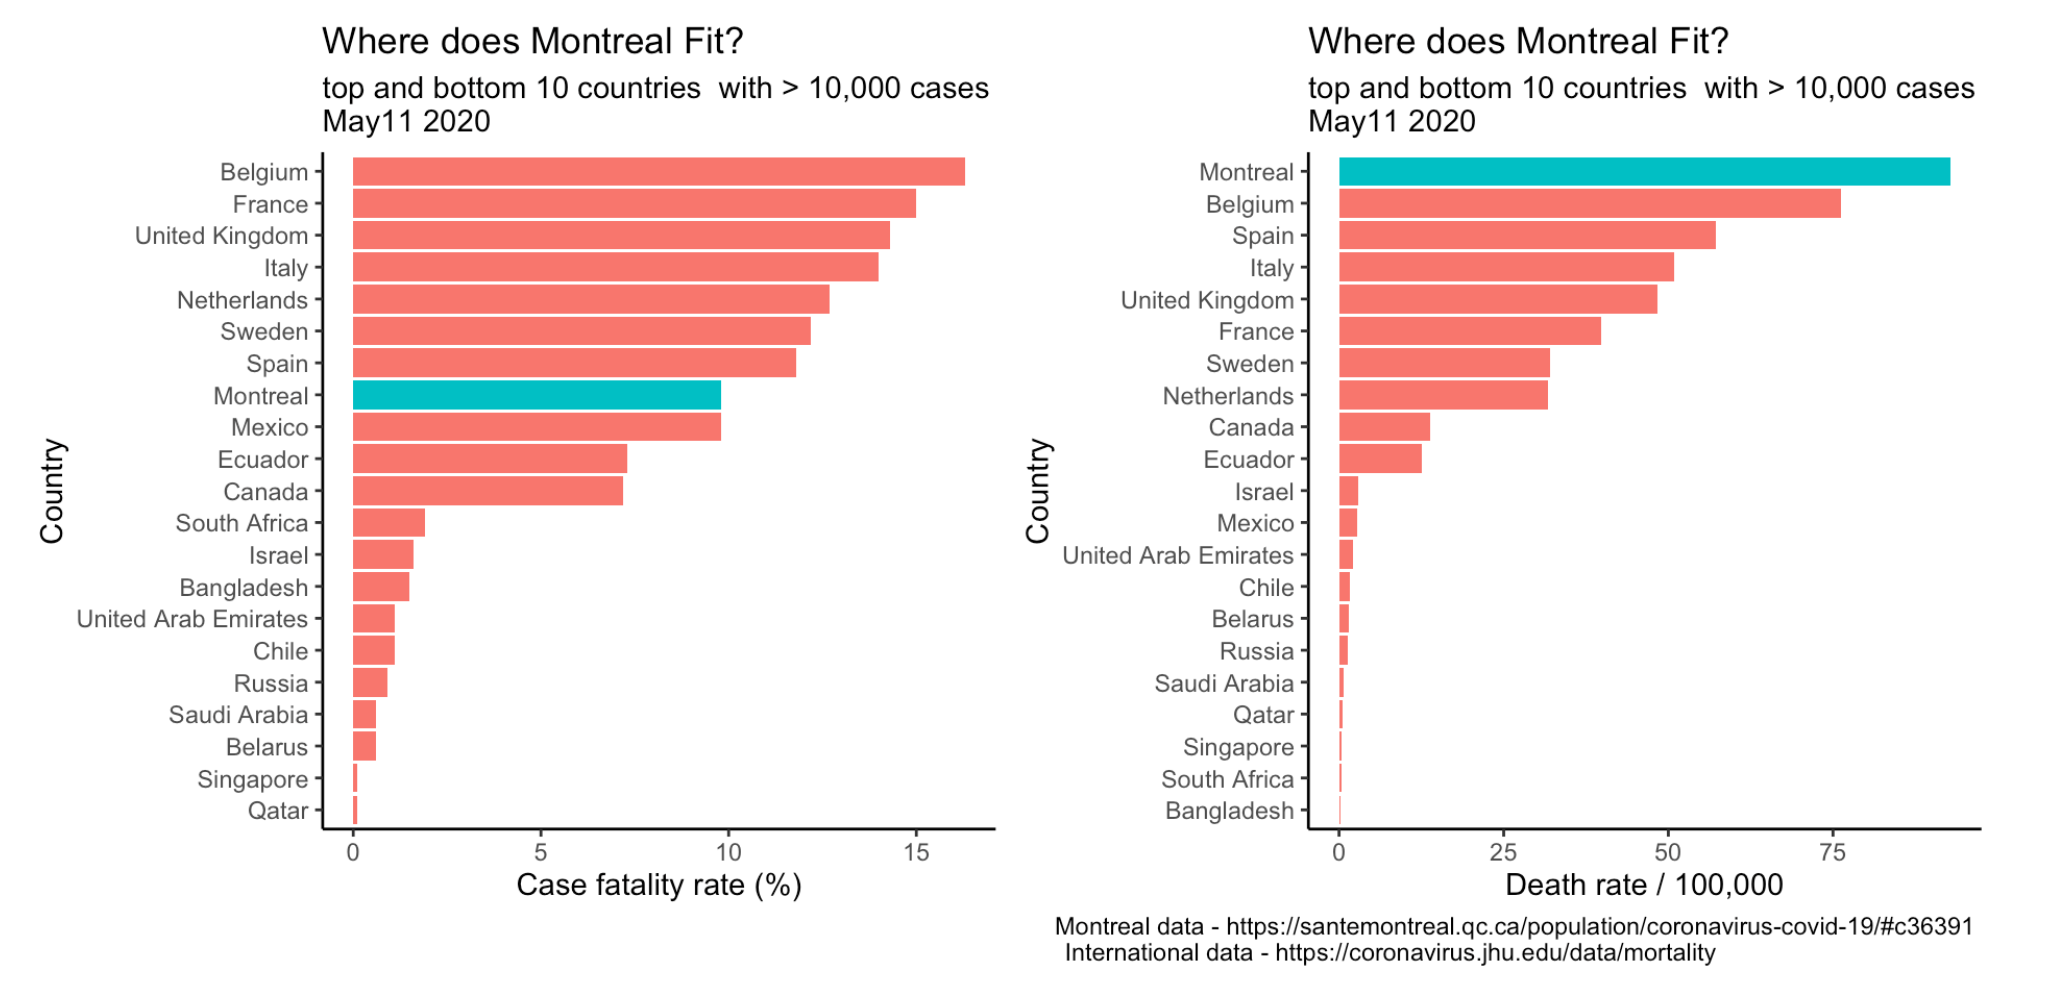 Where does Montreal Fit?
top and bottom 10 countries  with > 10,000 cases
May11 2020
Country
Belgium
France
United Kingdom
Italy
Netherlands
Sweden
Spain
Montreal
Mexico
Ecuador
Canada
South Africa
Israel
Bangladesh
United Arab Emirates
Chile
Russia
Saudi Arabia
Belarus
Singapore
Qatar
0 5 10 15
Case fatality rate (%)
Where does Montreal Fit?
top and bottom 10 countries  with > 10,000 cases
May11 2020
Country
Montreal
Belgium
Spain
Italy
United Kingdom
France
Sweden
Netherlands
Canada
Ecuador
Israel
Mexico
United Arab Emirates
Chile
Belarus
Russia
Saudi Arabia
Qatar
Singapore
South Africa
Bangladesh
0 25 50 75
Death rate / 100,000
Montreal data - https://santemontreal.qc.ca/population/coronavirus-covid-19/#c36391
International data - https://coronavirus.jhu.edu/data/mortality